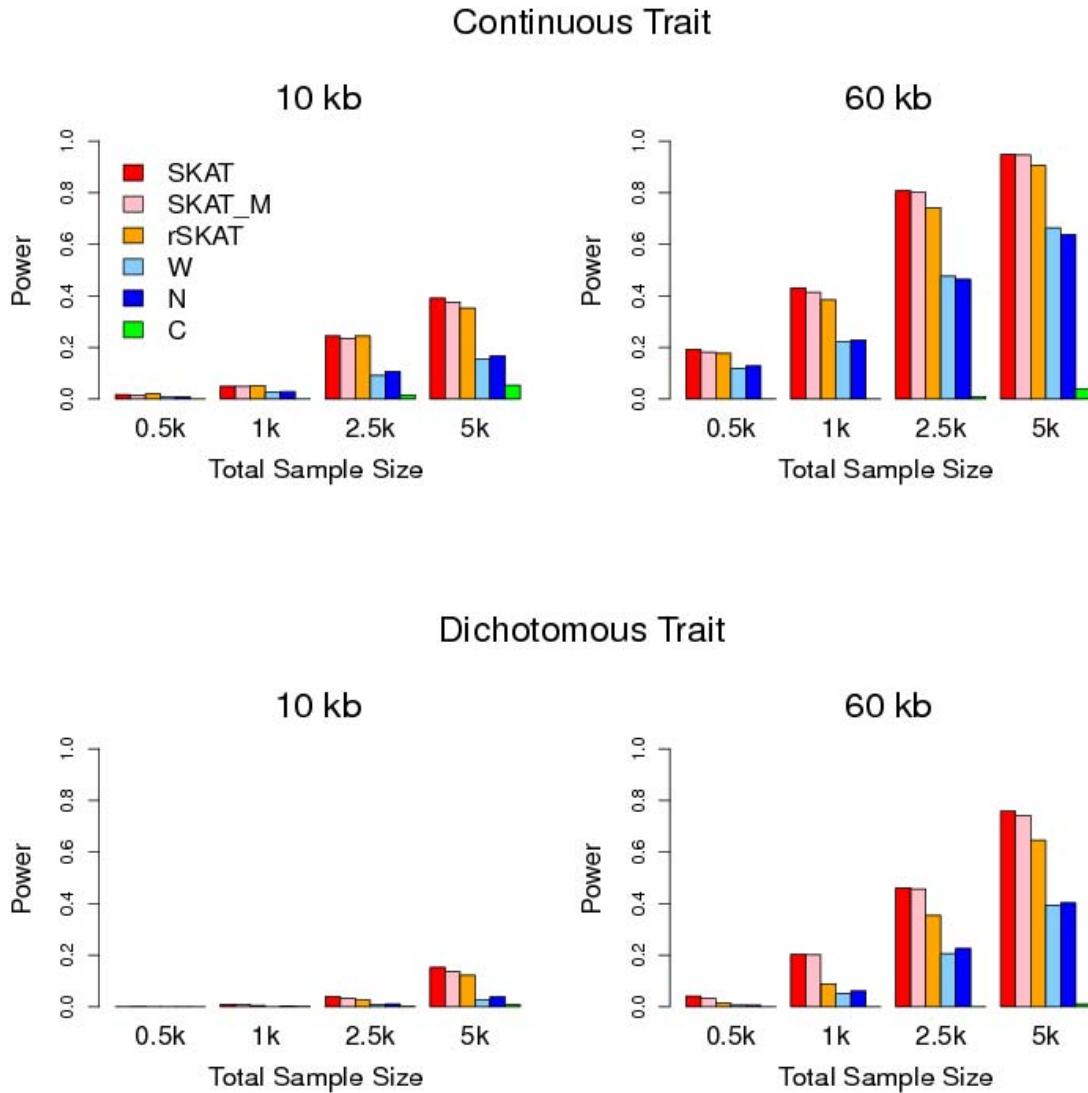 Continuous Trait
10 kb
Power
0.0 0.2 0.4 0.6 0.8 1.0
SKAT
SKAT_M
rSKAT
W
N
C
0.5k 1k 2.5k 5k
Total Sample Size
60 kb
Power
0.0 0.2 0.4 0.6 0.8 1.0
0.5k 1k 2.5k 5k
Total Sample Size
Dichotomous Trait
10 kb
Power
0.0 0.2 0.4 0.6 0.8 1.0
0.5k 1k 2.5k 5k
Total Sample Size
60 kb
Power
0.0 0.2 0.4 0.6 0.8 1.0
0.5k 1k 2.5k 5k
Total Sample Size